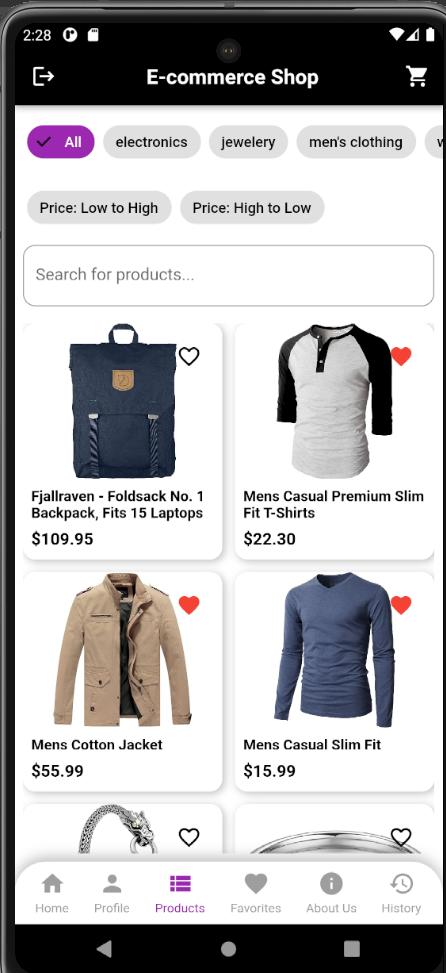 2:28
E-commerce Shop
All electronics jewelery men's clothing
Price: Low to High Price: High to Low
Search for products...
Fjallraven - Foldsack No. 1
Backpack, Fits 15 Laptops
$109.95
Mens Casual Premium Slim
Fit T-Shirts
$22.30
Mens Cotton Jacket
$55.99
Mens Casual Slim Fit
$15.99
Home Profile Products Favorites About Us History